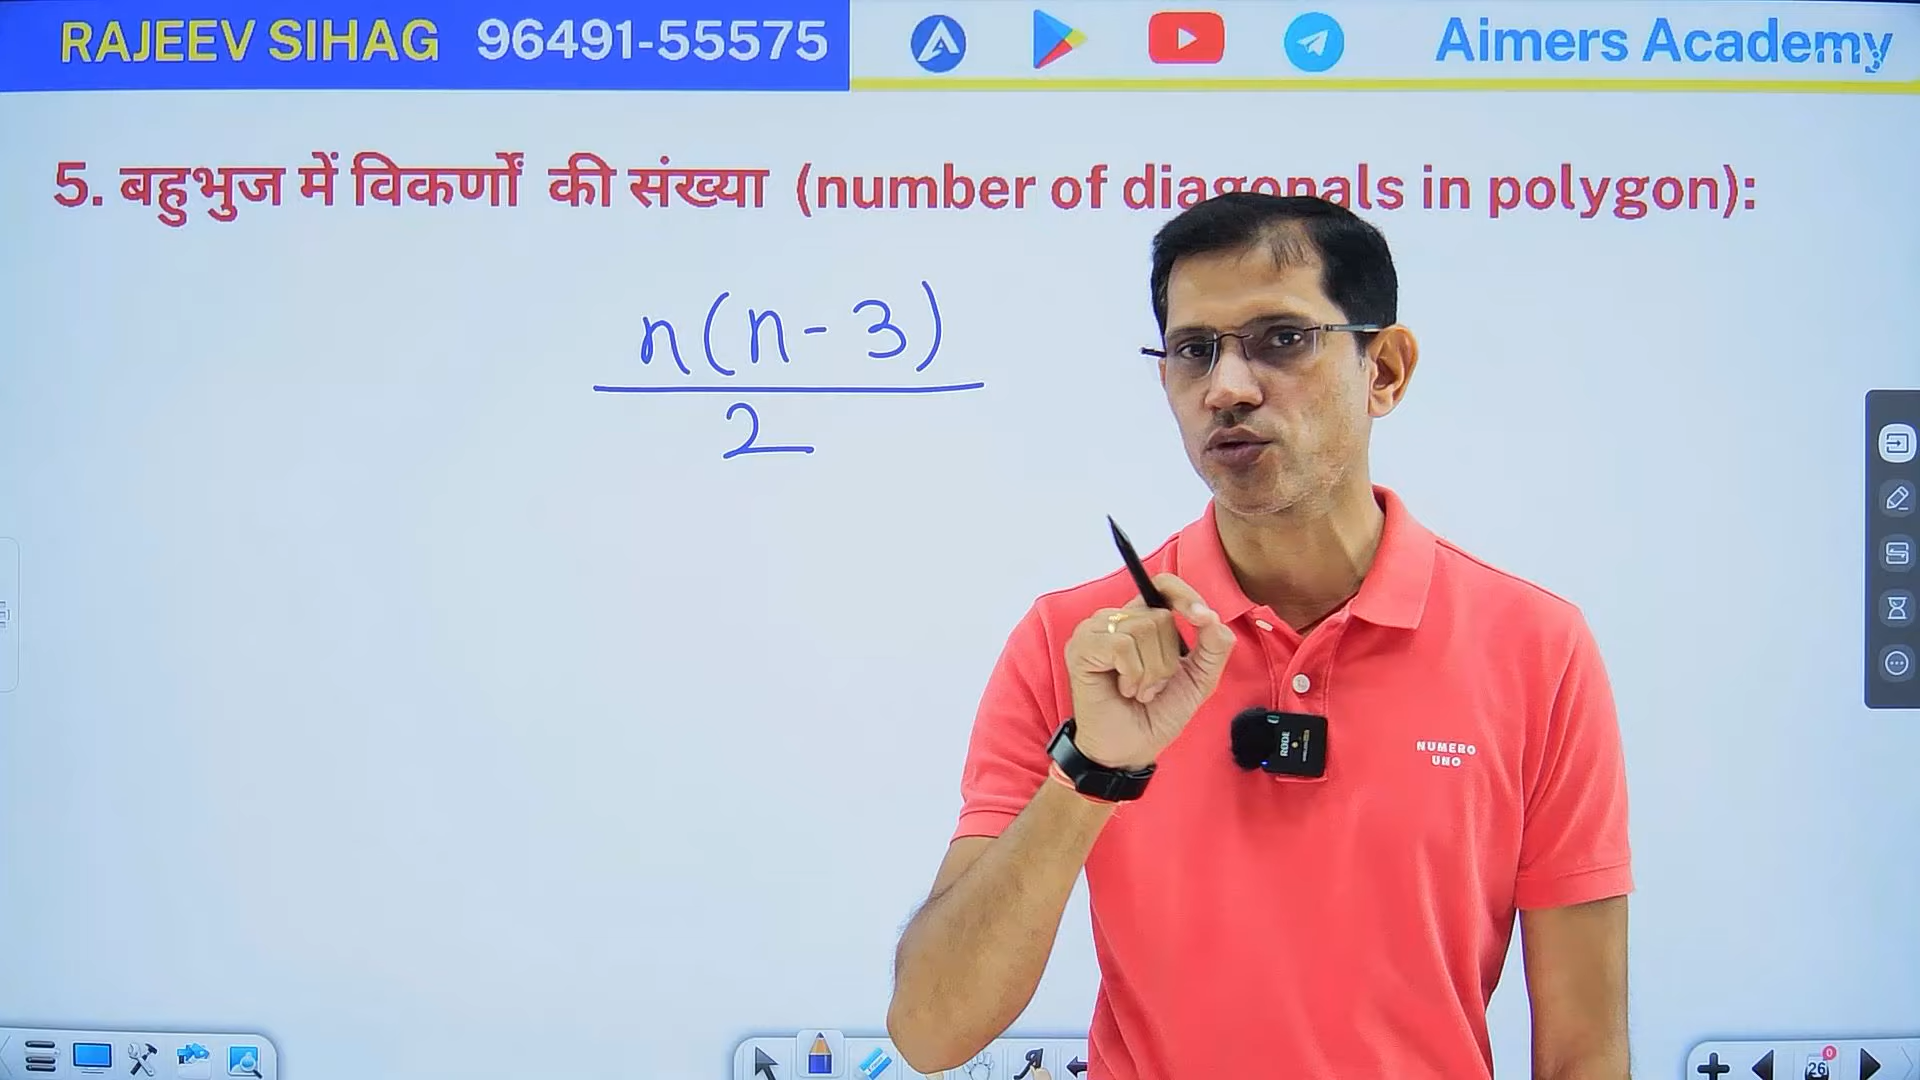 RAJEEV SIHAG 96491-55575 Aimers Academy
5. बहुभुज में विकर्णों की संख्या (number of diagonals in polygon):
n(n-3)
2
RODE
NUMERO
UNO
0
26